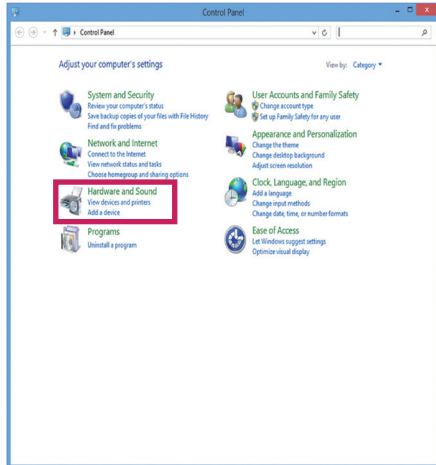 Control Panel
Control Panel
Adjust your computer's settings
View by: Category
System and Security
Review your computer's status
Save backup copies of your files with File History
Find and fix problems
Network and Internet
Connect to the Internet
View network status and tasks
Choose homegroup and sharing options
Hardware and Sound
View devices and printers
Add a device
Programs
Uninstall a program
User Accounts and Family Safety
Change account type
Set up Family Safety for any user
Appearance and Personalization
Change the theme
Change desktop background
Adjust screen resolution
Clock, Language, and Region
Add a language
Change input methods
Change date, time, or number formats
Ease of Access
Let Windows suggest settings
Optimize visual display